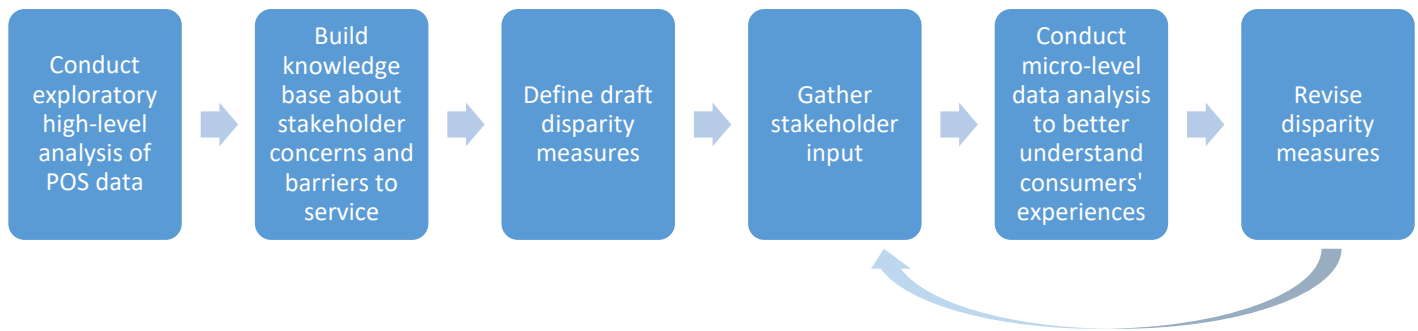 Conduct
exploratory
high-level
analysis of
POS data
Build
knowledge
base about
stakeholder
concerns and
barriers to
service
Define draft
disparity
measures
Gather
stakeholder
input
Conduct
micro-level
data analysis
to better
understand
consumers'
experiences
Revise
disparity
measures